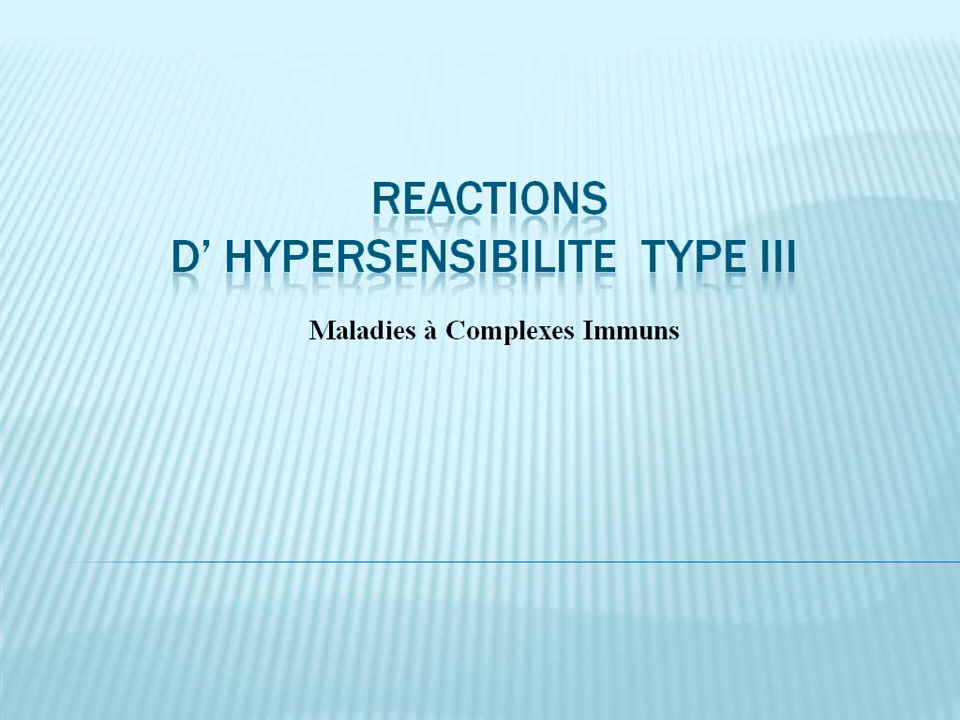 REACTIONS
D’ HYPERSENSIBILITE TYPE III
Maladies à Complexes Immuns